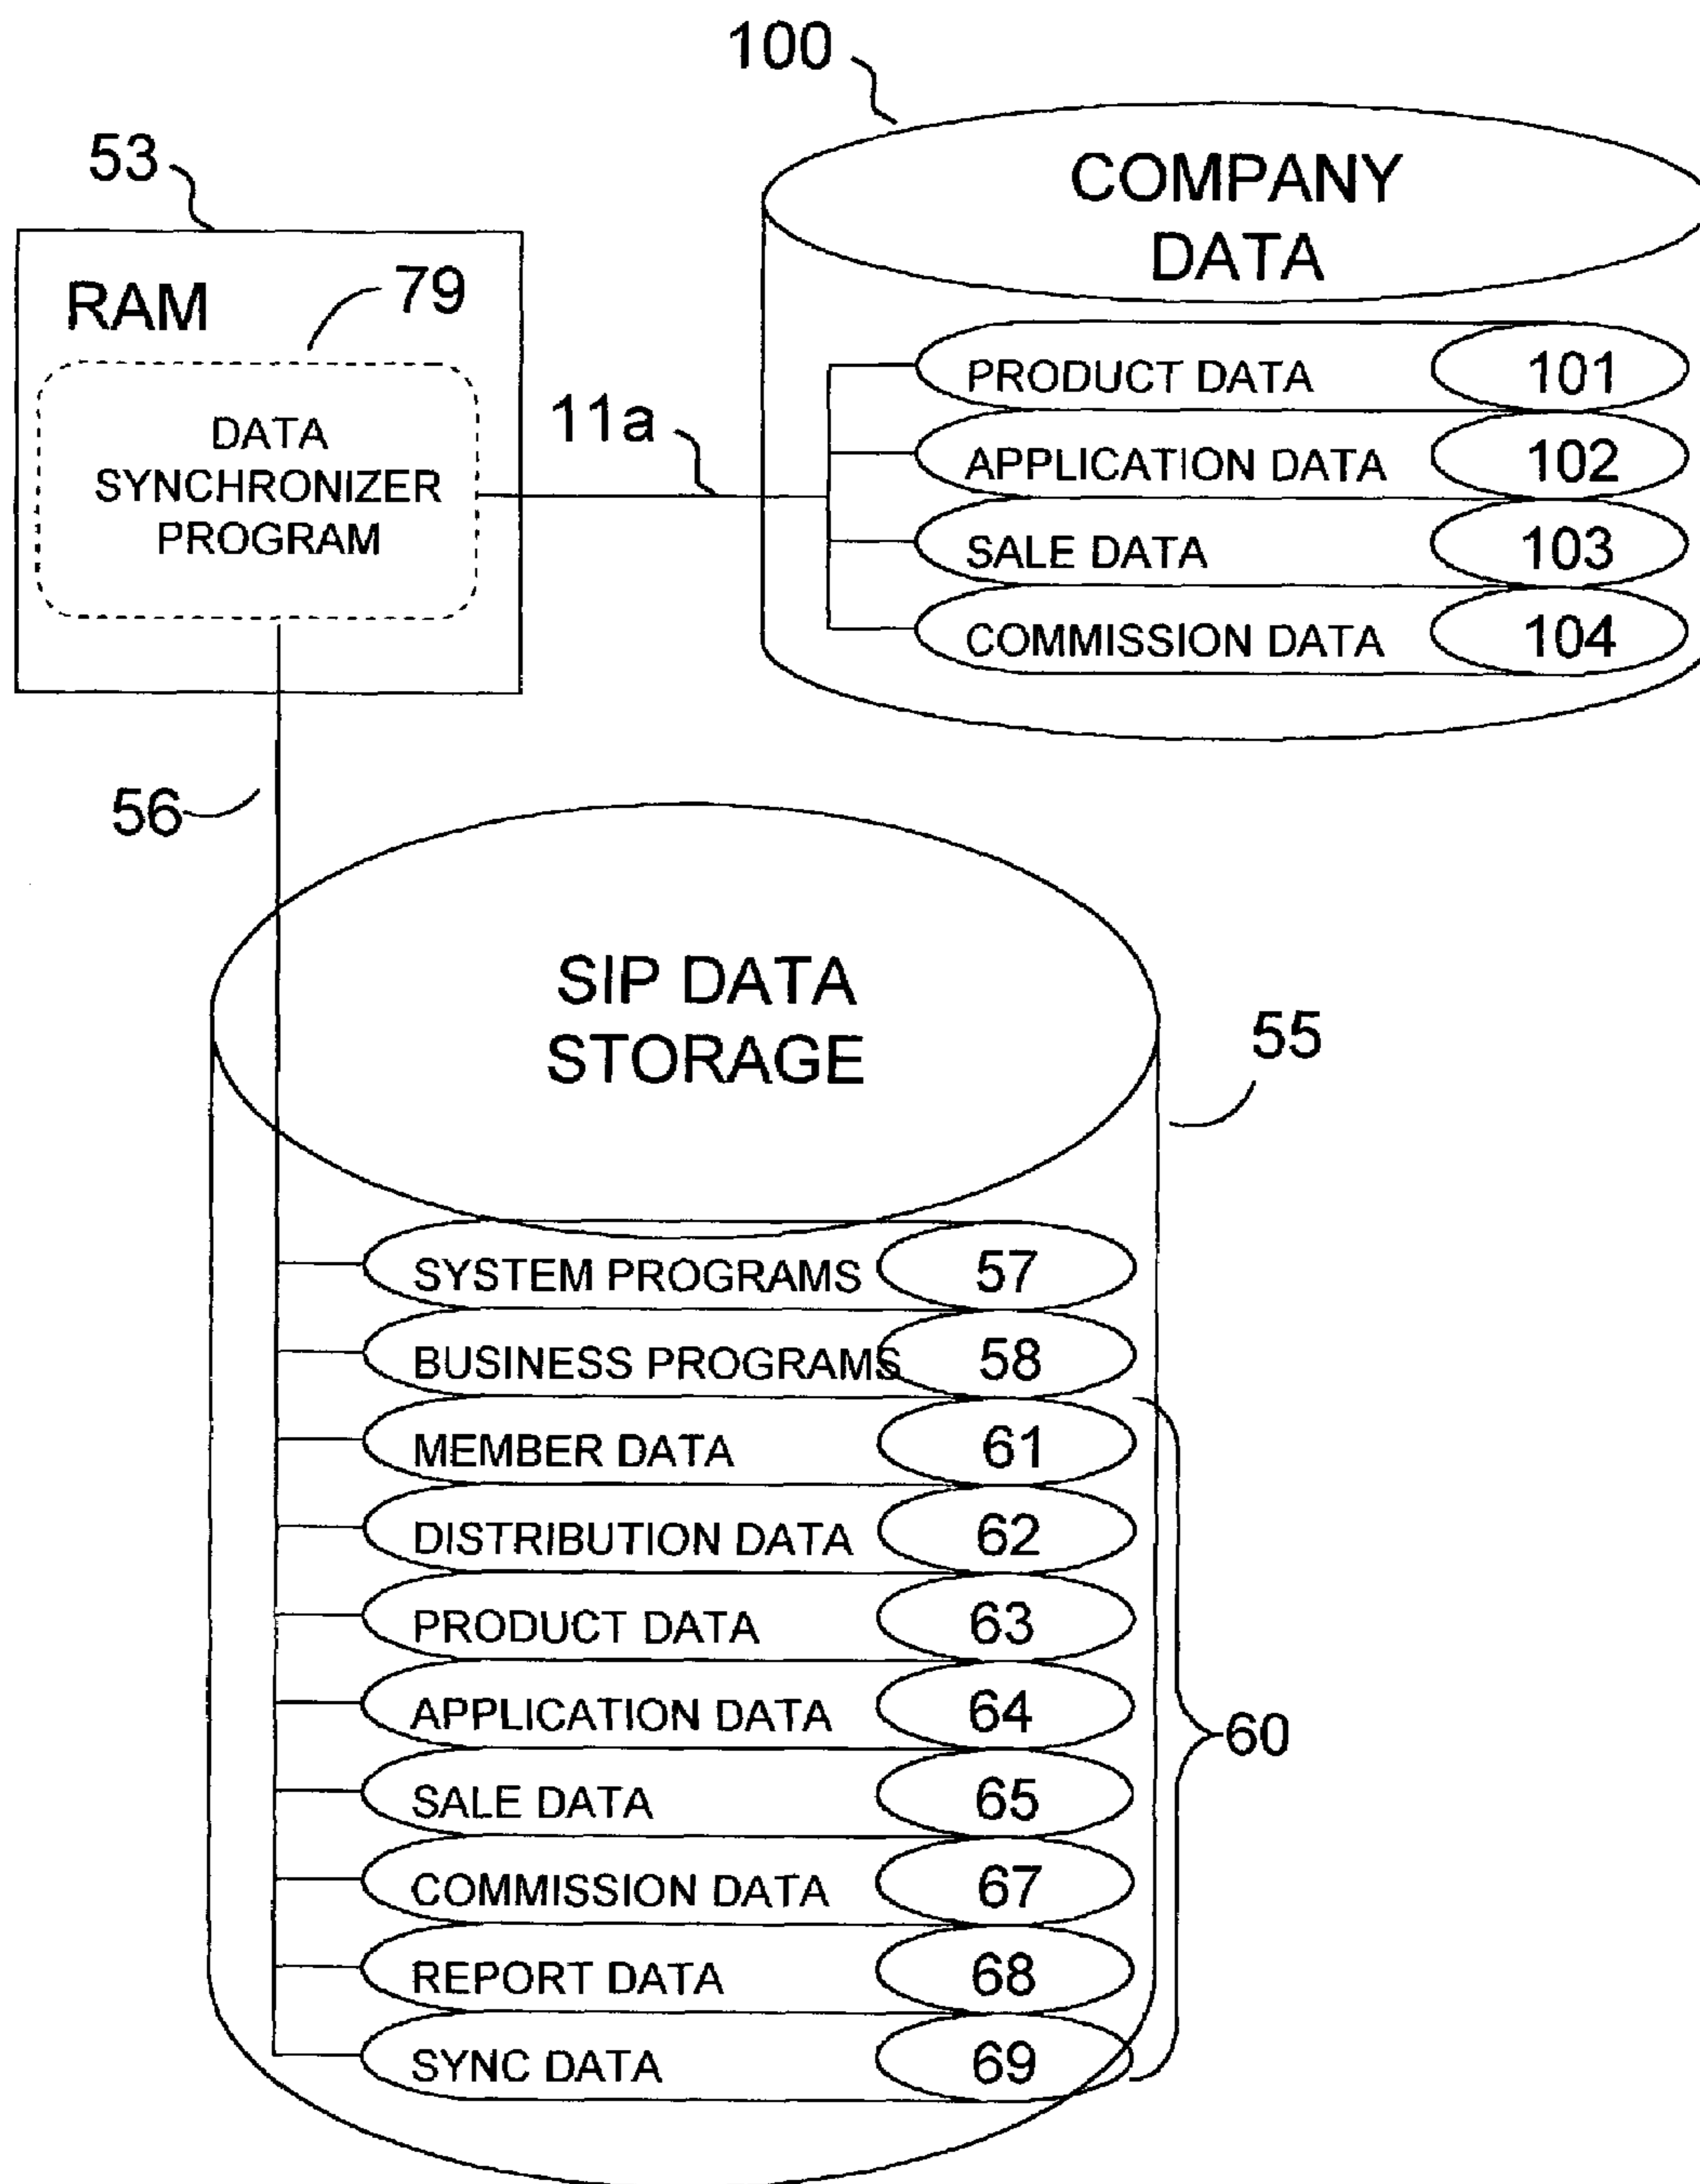 100
COMPANY
DATA
53
RAM
79
DATA
SYNCHRONIZER
PROGRAM
11a
PRODUCT DATA 101
APPLICATION DATA 102
SALE DATA 103
COMMISSION DATA 104
56
SIP DATA
STORAGE
55
SYSTEM PROGRAMS 57
BUSINESS PROGRAMS 58
MEMBER DATA 61
DISTRIBUTION DATA 62
PRODUCT DATA 63
APPLICATION DATA 64
60
SALE DATA 65
COMMISSION DATA 67
REPORT DATA 68
SYNC DATA 69